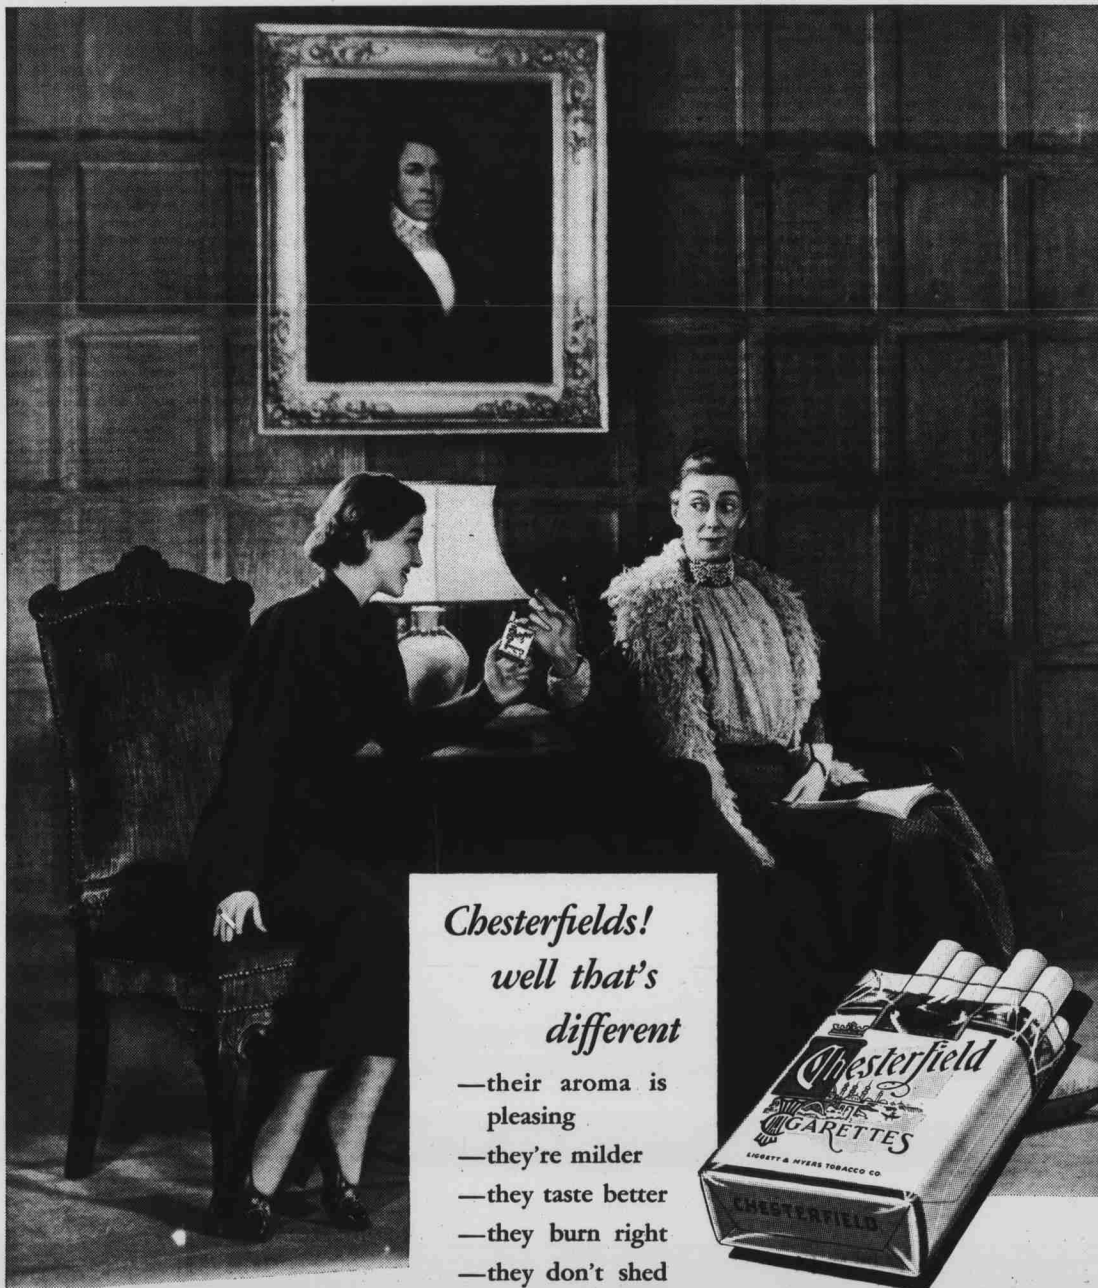 Chesterfields!
well that's
different
—their aroma is
pleasing
—they're milder
—they taste better
—they burn right
—they don't shed
Chesterfield
CIGARETTES
LIGGETT & MYERS TOBACCO CO.
CHESTERFIELD